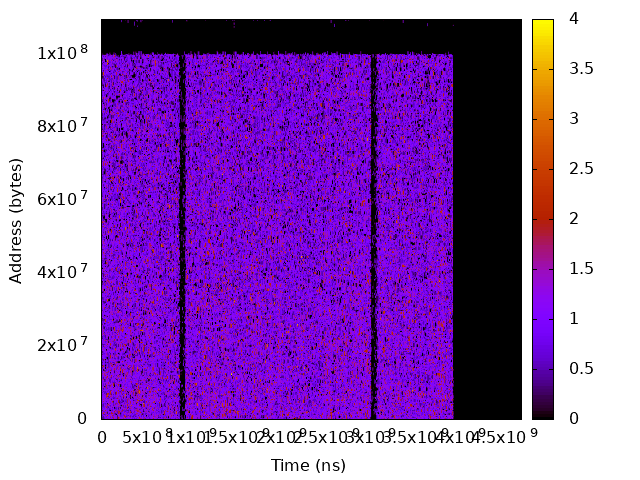 4
3.5
3
2.5
2
1.5
1
0.5
0
1x10 8
8x10 7
6x10 7
4x10 7
2x10 7
0
Address (bytes)
0 5x10 8 1x10 9 1.5x10 9 2x10 9 2.5x10 9 3x10 9 3.5x10 9 4x10 9 4.5x10 9
Time (ns)